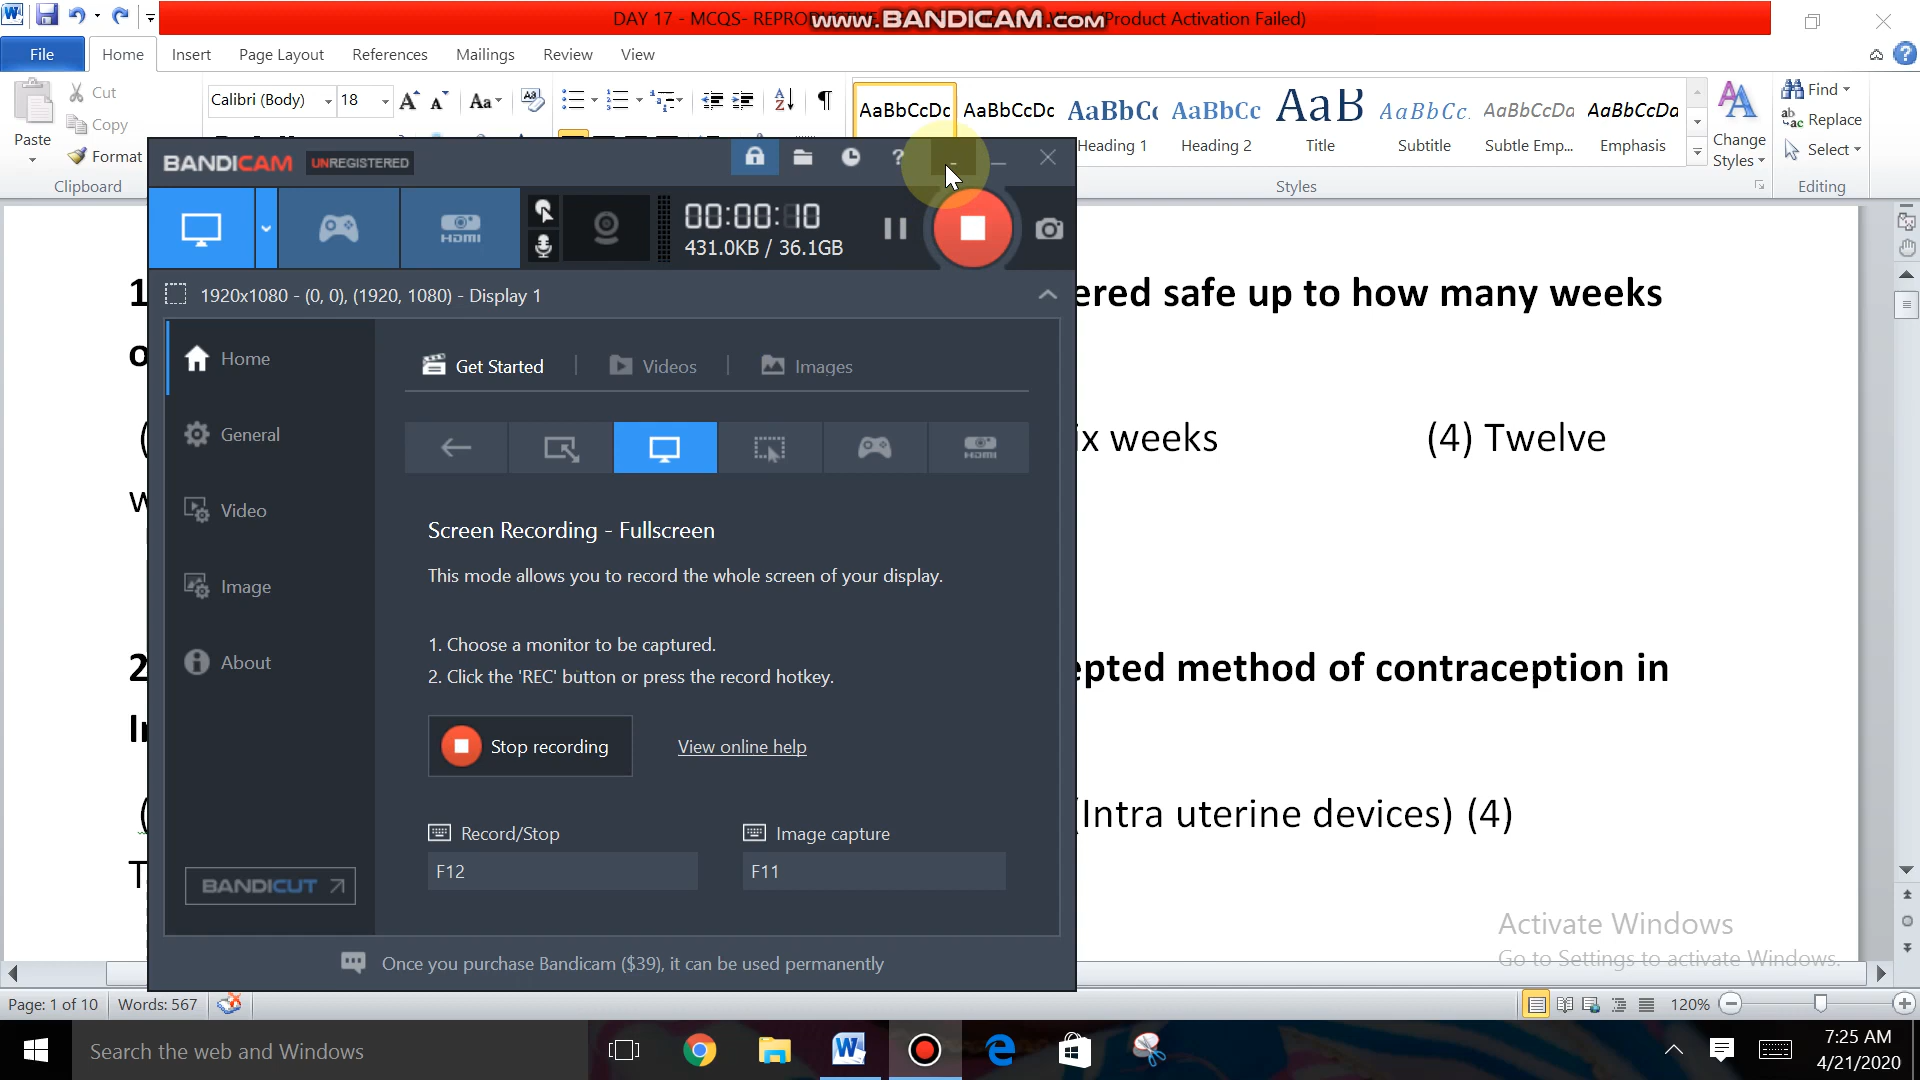 DAY 17 - MCQS- REPRODUCTIVE
www.BANDICAM.com
(Product Activation Failed)
File Home Insert Page Layout References Mailings Review View
Cut
Copy
Format
Paste
Clipboard
Calibri (Body) 18
Aa
AaBbCcDc AaBbCcDc AaBbCc AaBbCc AaB AaBbCc. AaBbCcDa AaBbCcDa
Heading 1 Heading 2 Title Subtitle Subtle Emp... Emphasis
Change Styles
Styles
Find
Replace
Select
Editing
BANDICAM UNREGISTERED
HDMI
00:00:10
431.0KB / 36.1GB
1920x1080 - (0, 0), (1920, 1080) - Display 1
Home
General
Video
Image
About
BANDICUT
Get Started Videos Images
HDMI
Screen Recording - Fullscreen
This mode allows you to record the whole screen of your display.
1. Choose a monitor to be captured.
2. Click the 'REC' button or press the record hotkey.
Stop recording View online help
Record/Stop Image capture
F12 F11
Once you purchase Bandicam ($39), it can be used permanently
1 ered safe up to how many weeks
o
( ix weeks (4) Twelve
w
2 epted method of contraception in
In
( (Intra uterine devices) (4)
T
Activate Windows
Go to Settings to activate Windows.
Page: 1 of 10 Words: 567 120%
Search the web and Windows
7:25 AM
4/21/2020